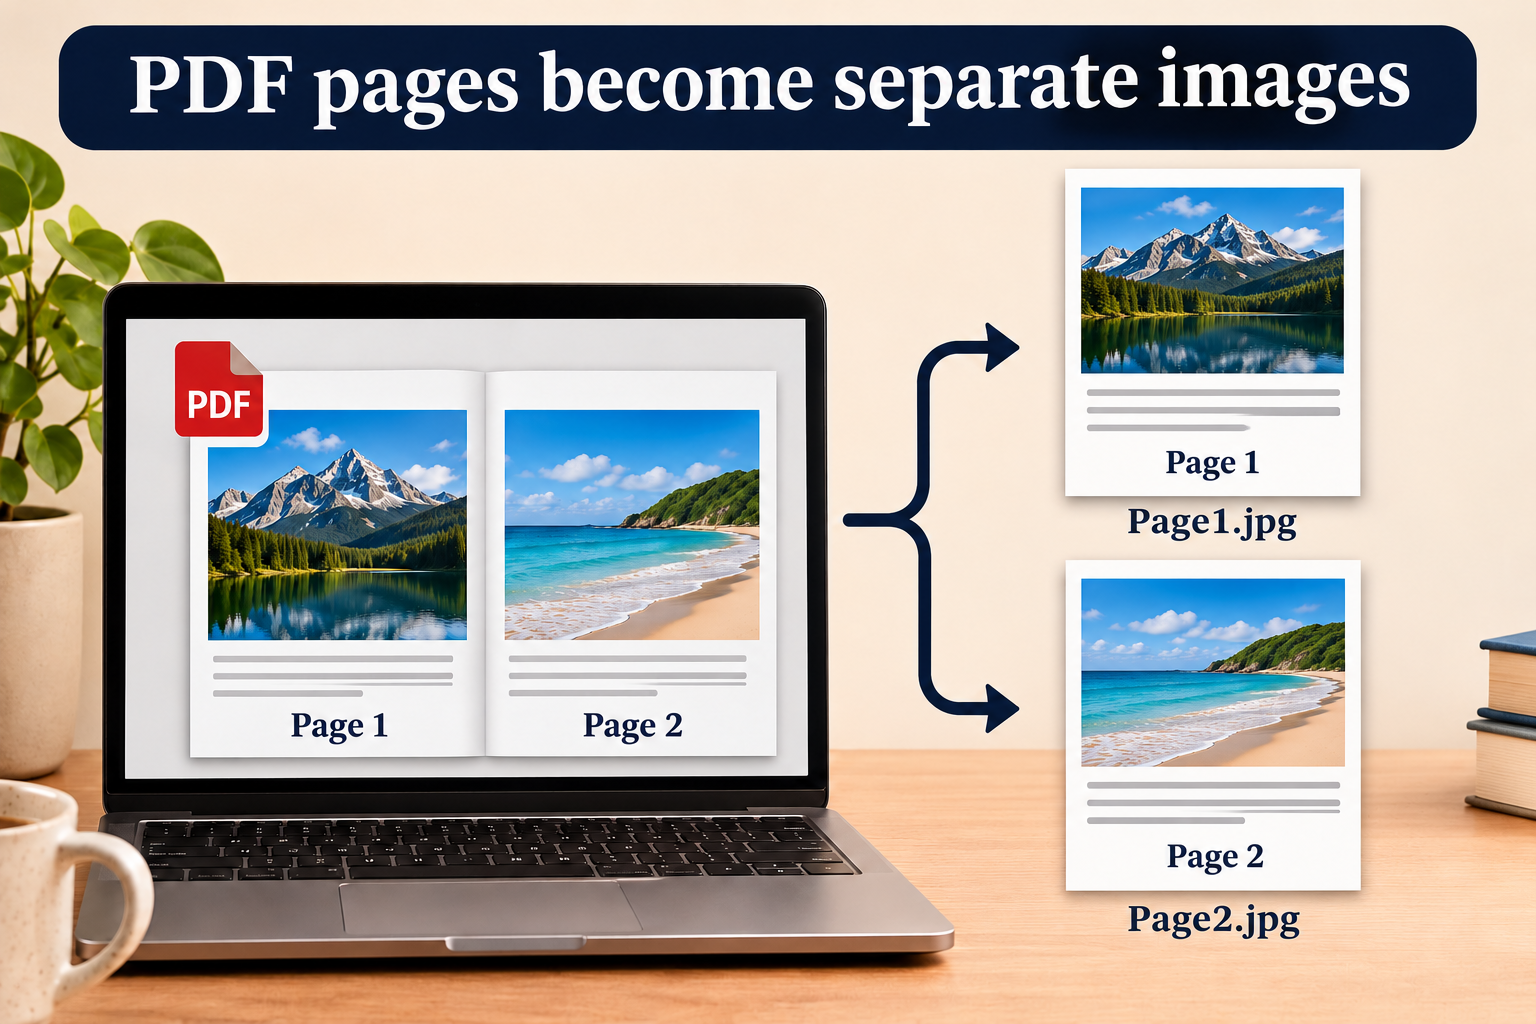 PDF pages become separate images
PDF
Page 1
Page 2
Page 1
Page1.jpg
Page 2
Page2.jpg